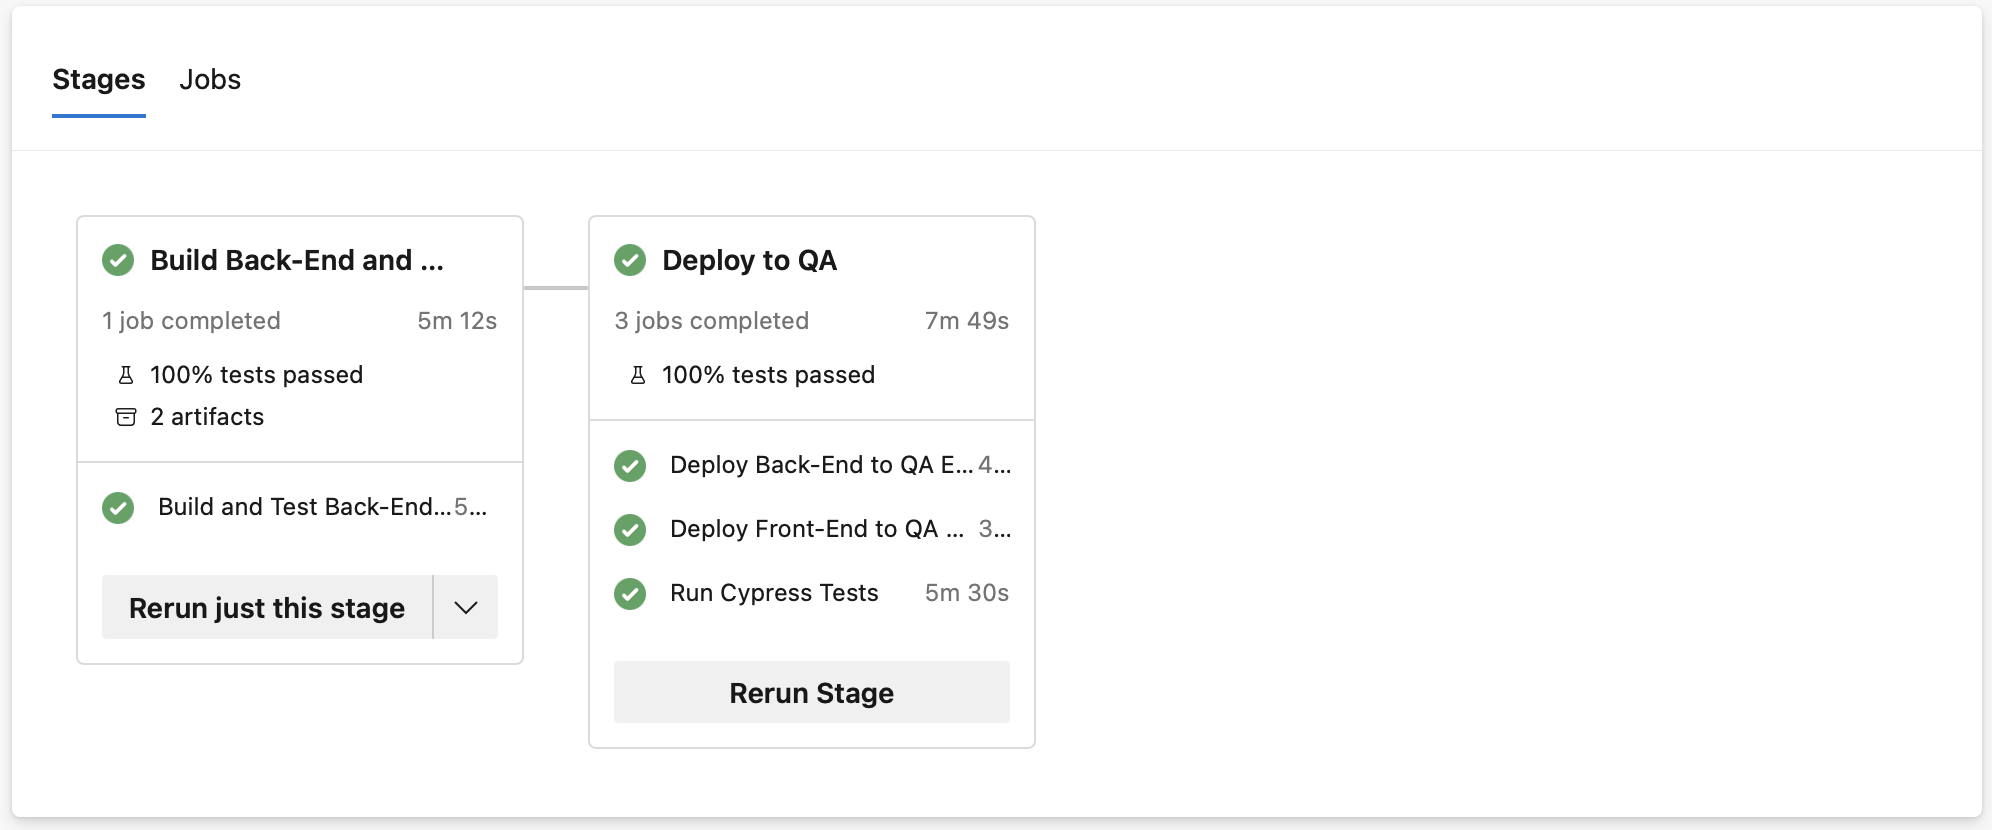 Stages Jobs
Build Back-End and ...
1 job completed 5m 12s
100% tests passed
2 artifacts
Build and Test Back-End... 5...
Rerun just this stage
Deploy to QA
3 jobs completed 7m 49s
100% tests passed
Deploy Back-End to QA E... 4...
Deploy Front-End to QA ... 3...
Run Cypress Tests 5m 30s
Rerun Stage